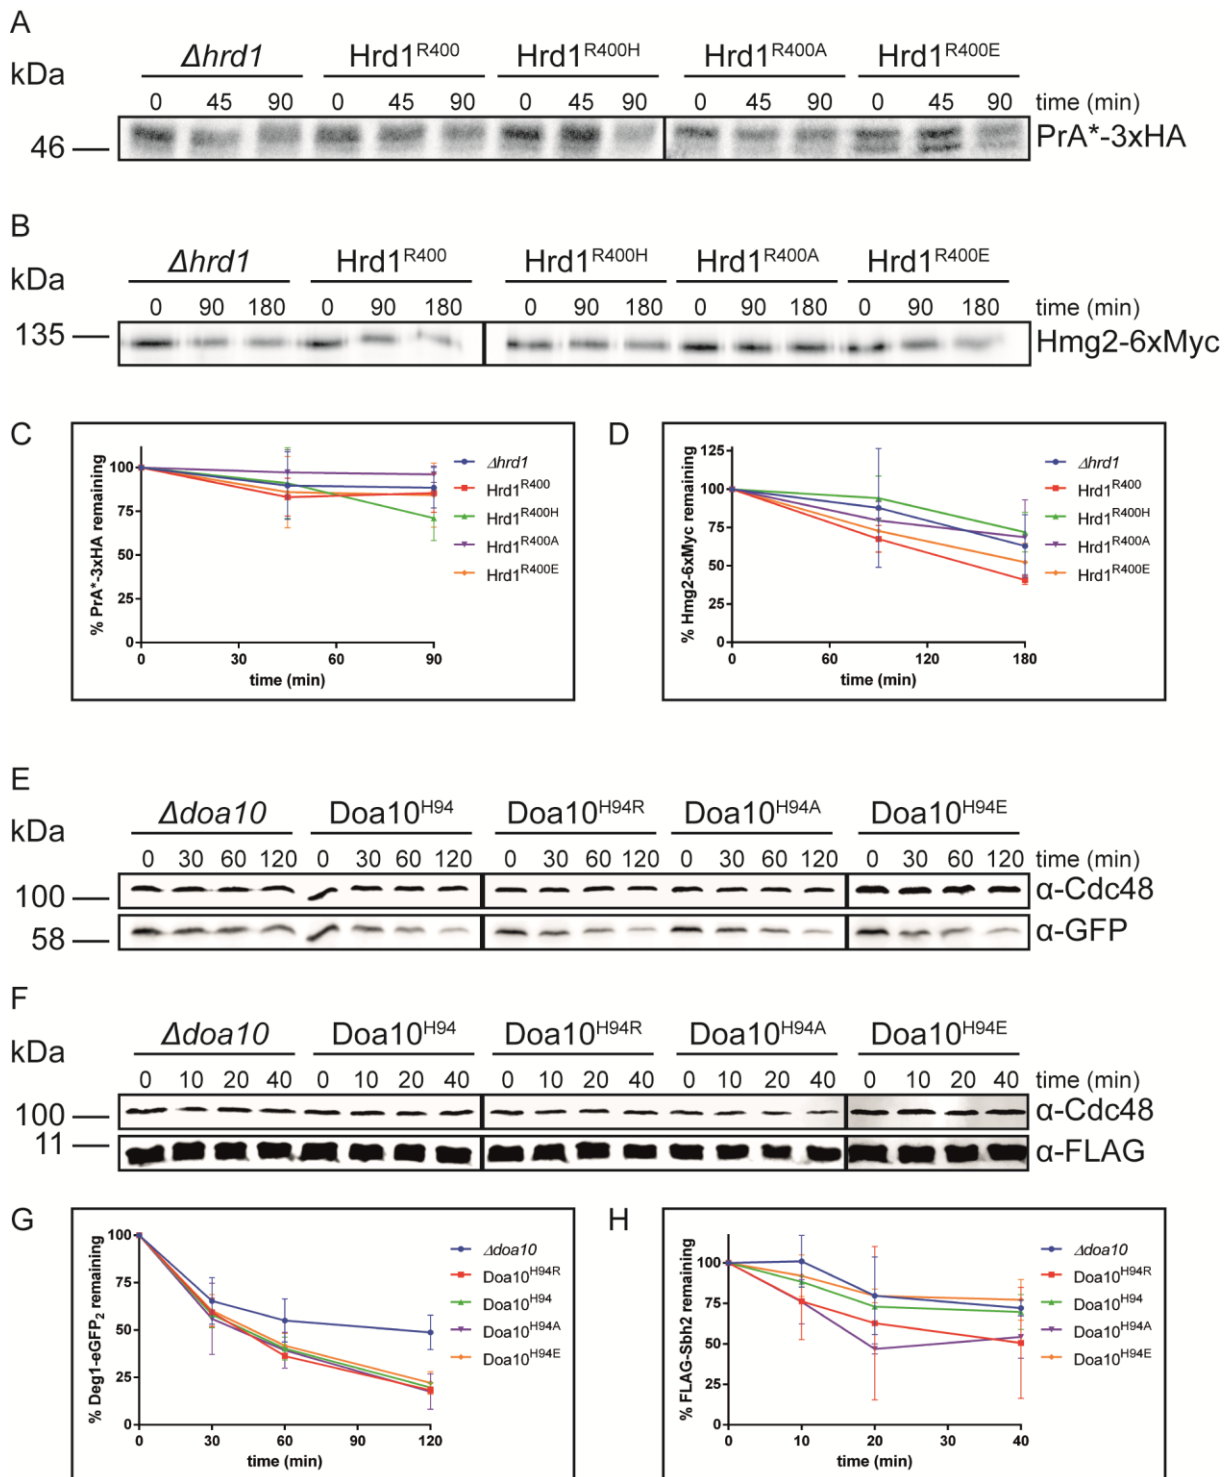 A
kDa
Δhrd1 Hrd1R400 Hrd1R400H Hrd1R400A Hrd1R400E
0 45 90 0 45 90 0 45 90 0 45 90 0 45 90 time (min)
46 PrA*-3xHA
B
kDa
Δhrd1 Hrd1R400 Hrd1R400H Hrd1R400A Hrd1R400E
0 90 180 0 90 180 0 90 180 0 90 180 0 90 180 time (min)
135 Hmg2-6xMyc
C
% PrA*-3xHA remaining
100
75
50
25
0
0 30 60 90
time (min)
Δhrd1
Hrd1R400
Hrd1R400H
Hrd1R400A
Hrd1R400E
D
% Hmg2-6xMyc remaining
125
100
75
50
25
0
0 60 120 180
time (min)
Δhrd1
Hrd1R400
Hrd1R400H
Hrd1R400A
Hrd1R400E
E
kDa
Δdoa10 Doa10H94 Doa10H94R Doa10H94A Doa10H94E
0 30 60 120 0 30 60 120 0 30 60 120 0 30 60 120 0 30 60 120 time (min)
100 α-Cdc48
58 α-GFP
F
kDa
Δdoa10 Doa10H94 Doa10H94R Doa10H94A Doa10H94E
0 10 20 40 0 10 20 40 0 10 20 40 0 10 20 40 0 10 20 40 time (min)
100 α-Cdc48
11 α-FLAG
G
% Deg1-eGFP2 remaining
100
75
50
25
0
0 30 60 90 120
time (min)
Δdoa10
Doa10H94R
Doa10H94
Doa10H94A
Doa10H94E
H
% FLAG-Sbh2 remaining
100
75
50
25
0
0 10 20 30 40
time (min)
Δdoa10
Doa10H94R
Doa10H94
Doa10H94A
Doa10H94E